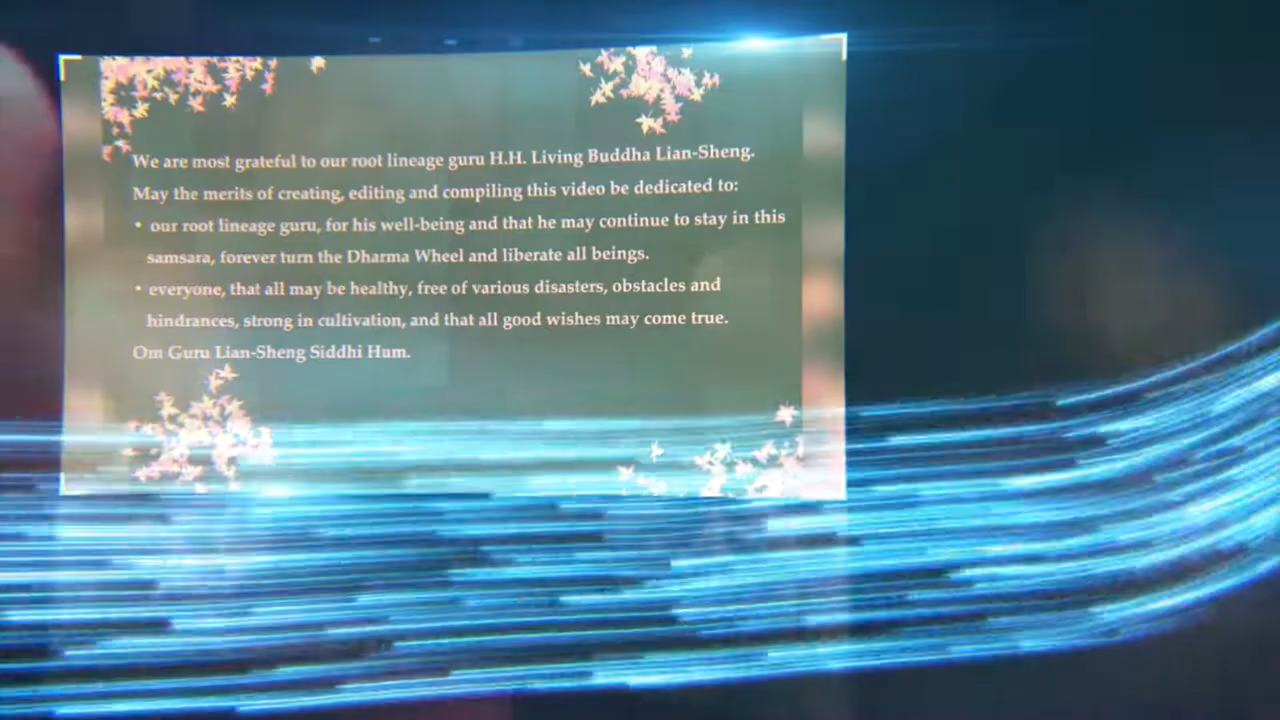 We are most grateful to our root lineage guru H.H. Living Buddha Lian-Sheng.
May the merits of creating, editing and compiling this video be dedicated to:
• our root lineage guru, for his well-being and that he may continue to stay in this
samsara, forever turn the Dharma Wheel and liberate all beings.
• everyone, that all may be healthy, free of various disasters, obstacles and
hindrances, strong in cultivation, and that all good wishes may come true.
Om Guru Lian-Sheng Siddhi Hum.